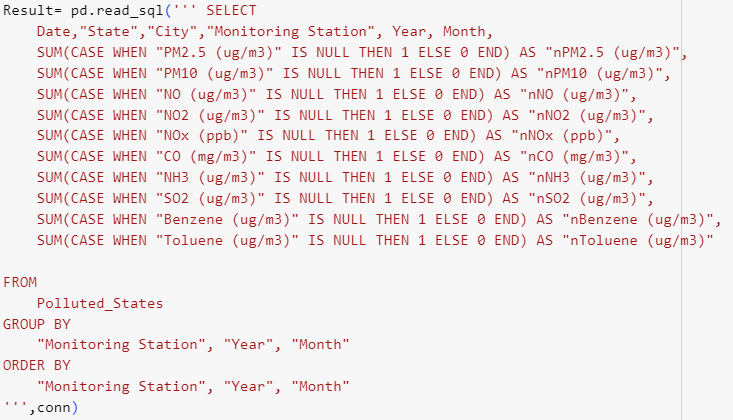 Result= pd.read_sql(''' SELECT
Date,"State","City","Monitoring Station", Year, Month,
SUM(CASE WHEN "PM2.5 (ug/m3)" IS NULL THEN 1 ELSE 0 END) AS "nPM2.5 (ug/m3)",
SUM(CASE WHEN "PM10 (ug/m3)" IS NULL THEN 1 ELSE 0 END) AS "nPM10 (ug/m3)",
SUM(CASE WHEN "NO (ug/m3)" IS NULL THEN 1 ELSE 0 END) AS "nNO (ug/m3)",
SUM(CASE WHEN "NO2 (ug/m3)" IS NULL THEN 1 ELSE 0 END) AS "nNO2 (ug/m3)",
SUM(CASE WHEN "NOx (ppb)" IS NULL THEN 1 ELSE 0 END) AS "nNOx (ppb)",
SUM(CASE WHEN "CO (mg/m3)" IS NULL THEN 1 ELSE 0 END) AS "nCO (mg/m3)",
SUM(CASE WHEN "NH3 (ug/m3)" IS NULL THEN 1 ELSE 0 END) AS "nNH3 (ug/m3)",
SUM(CASE WHEN "SO2 (ug/m3)" IS NULL THEN 1 ELSE 0 END) AS "nSO2 (ug/m3)",
SUM(CASE WHEN "Benzene (ug/m3)" IS NULL THEN 1 ELSE 0 END) AS "nBenzene (ug/m3)",
SUM(CASE WHEN "Toluene (ug/m3)" IS NULL THEN 1 ELSE 0 END) AS "nToluene (ug/m3)"
FROM
Polluted_States
GROUP BY
"Monitoring Station", "Year", "Month"
ORDER BY
"Monitoring Station", "Year", "Month"
''',conn)